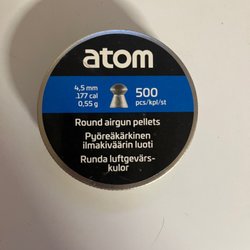 atom
4,5 mm
.177 cal
0,55 g
500
pcs/kpl/st
Round airgun pellets
Pyöreäkärkinen
ilmakiväärin luoti
Runda luftgevärs-
kulor